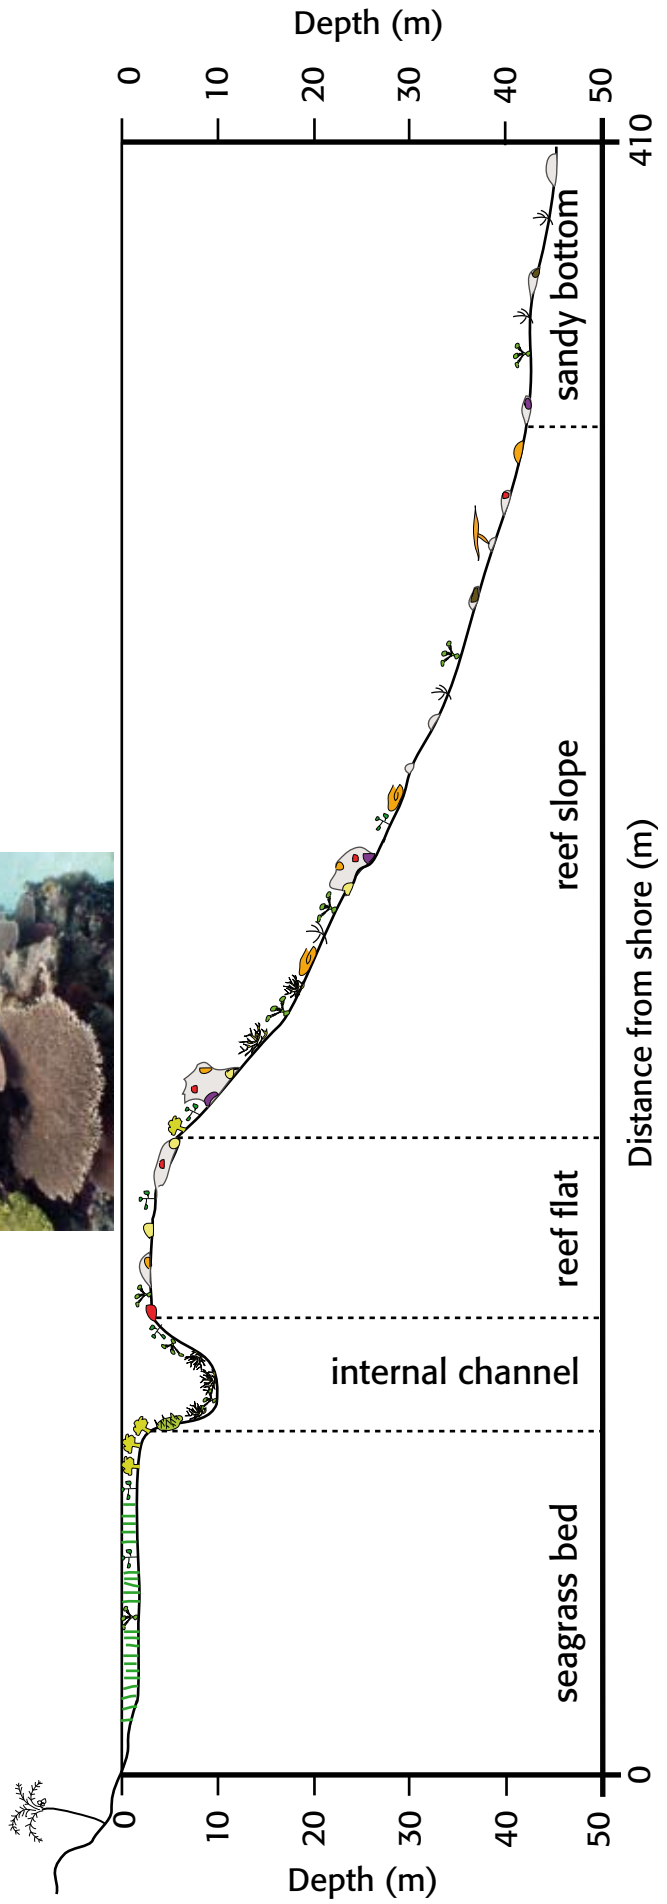 Depth (m)
0
10
20
30
40
50
410
sandy bottom
reef slope
reef flat
internal channel
seagrass bed
Distance from shore (m)
0
0
10
20
30
40
50
Depth (m)